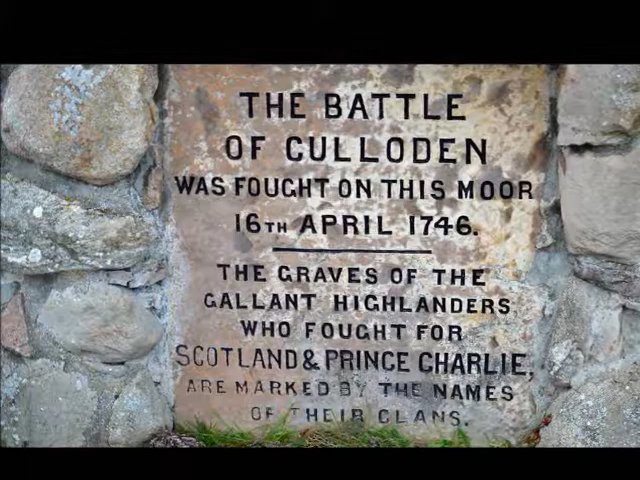 THE BATTLE
OF CULLODEN
WAS FOUGHT ON THIS MOOR
16TH APRIL 1746.
THE GRAVES OF THE
GALLANT HIGHLANDERS
WHO FOUGHT FOR
SCOTLAND & PRINCE CHARLIE,
ARE MARKED BY THE NAMES
OF THEIR CLANS.